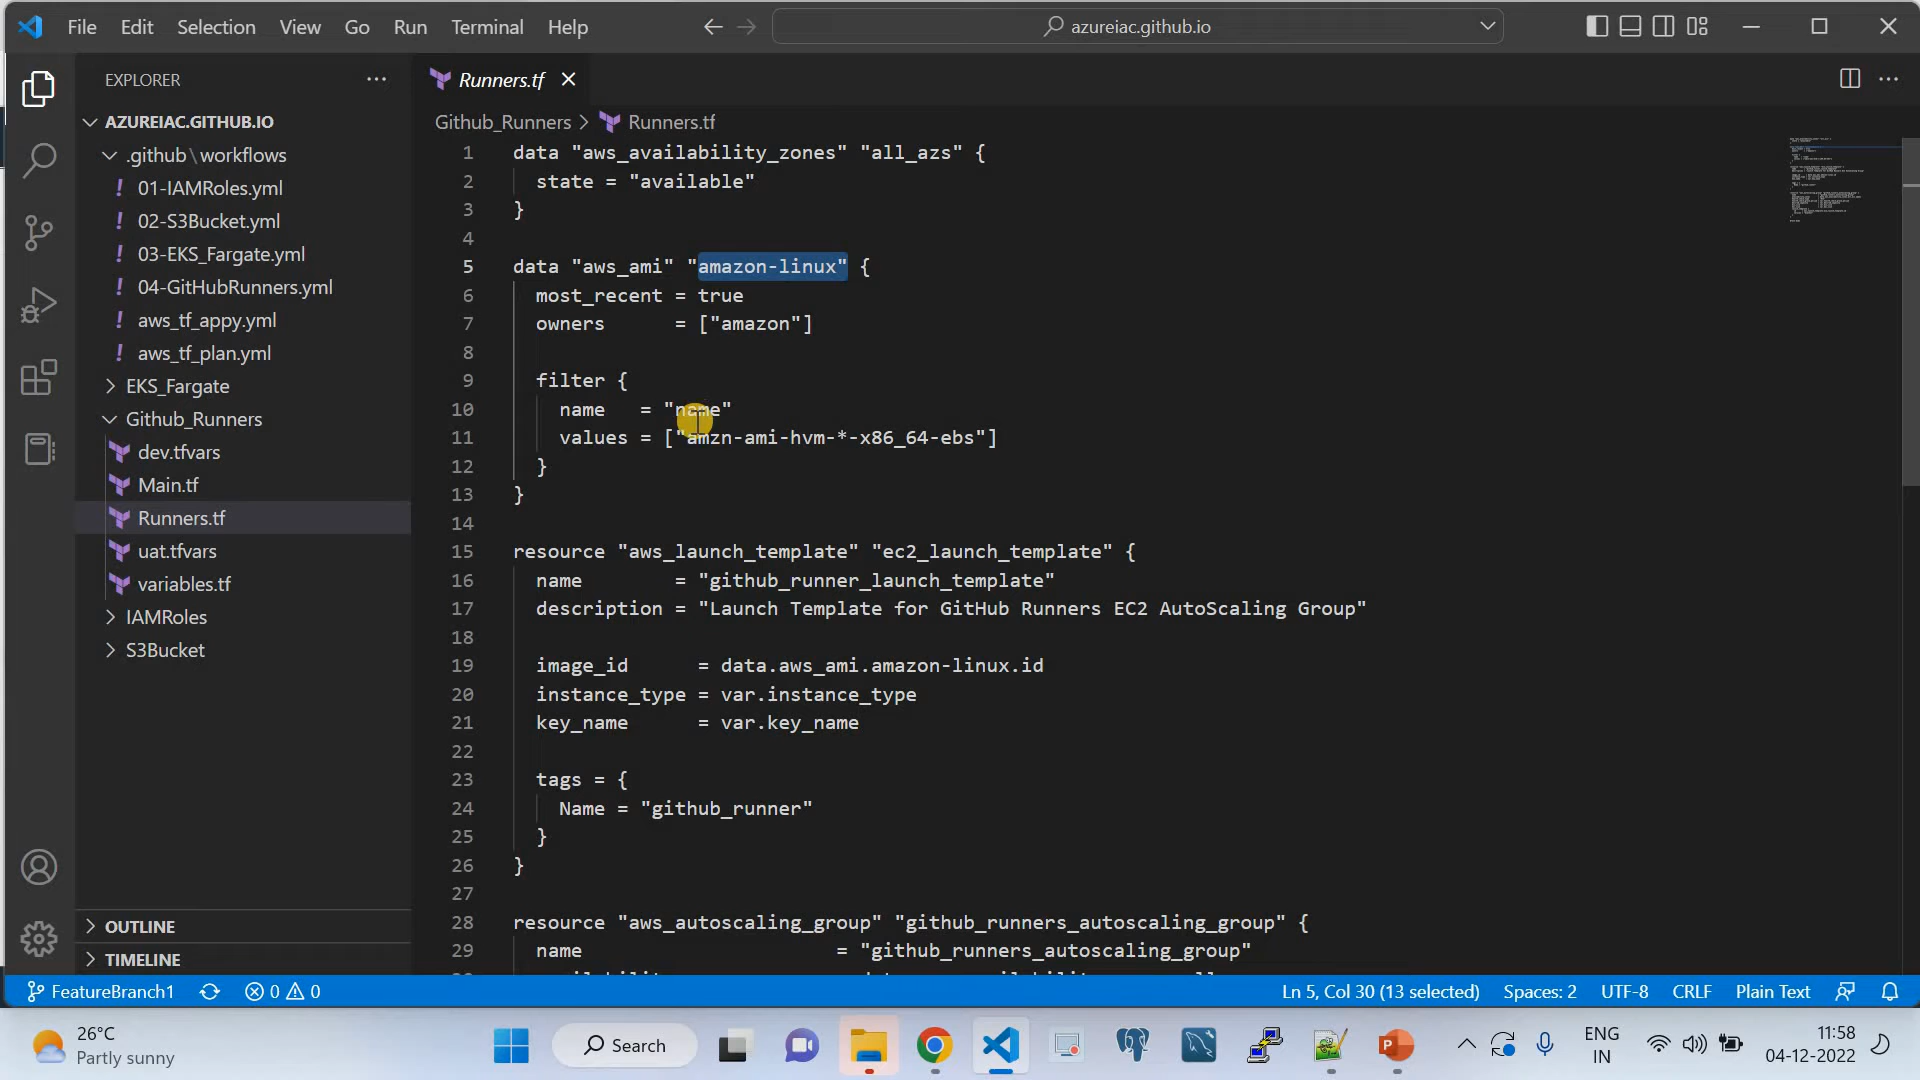 File Edit Selection View Go Run Terminal Help
azureiac.github.io
EXPLORER
Runners.tf
AZUREIAC.GITHUB.IO
.github\workflows
01-IAMRoles.yml
02-S3Bucket.yml
03-EKS_Fargate.yml
04-GitHubRunners.yml
aws_tf_appy.yml
aws_tf_plan.yml
EKS_Fargate
Github_Runners
dev.tfvars
Main.tf
Runners.tf
uat.tfvars
variables.tf
IAMRoles
S3Bucket
OUTLINE
TIMELINE
Github_Runners > Runners.tf
1 data "aws_availability_zones" "all_azs" {
2 state = "available"
3 }
4
5 data "aws_ami" "amazon-linux" {
6 most_recent = true
7 owners = ["amazon"]
8
9 filter {
10 name = "name"
11 values = ["amzn-ami-hvm-*-x86_64-ebs"]
12 }
13 }
14
15 resource "aws_launch_template" "ec2_launch_template" {
16 name = "github_runner_launch_template"
17 description = "Launch Template for GitHub Runners EC2 AutoScaling Group"
18
19 image_id = data.aws_ami.amazon-linux.id
20 instance_type = var.instance_type
21 key_name = var.key_name
22
23 tags = {
24 Name = "github_runner"
25 }
26 }
27
28 resource "aws_autoscaling_group" "github_runners_autoscaling_group" {
29 name = "github_runners_autoscaling_group"
FeatureBranch1 0 0 Ln 5, Col 30 (13 selected) Spaces: 2 UTF-8 CRLF Plain Text
26°C
Partly sunny
Search
ENG
IN
11:58
04-12-2022